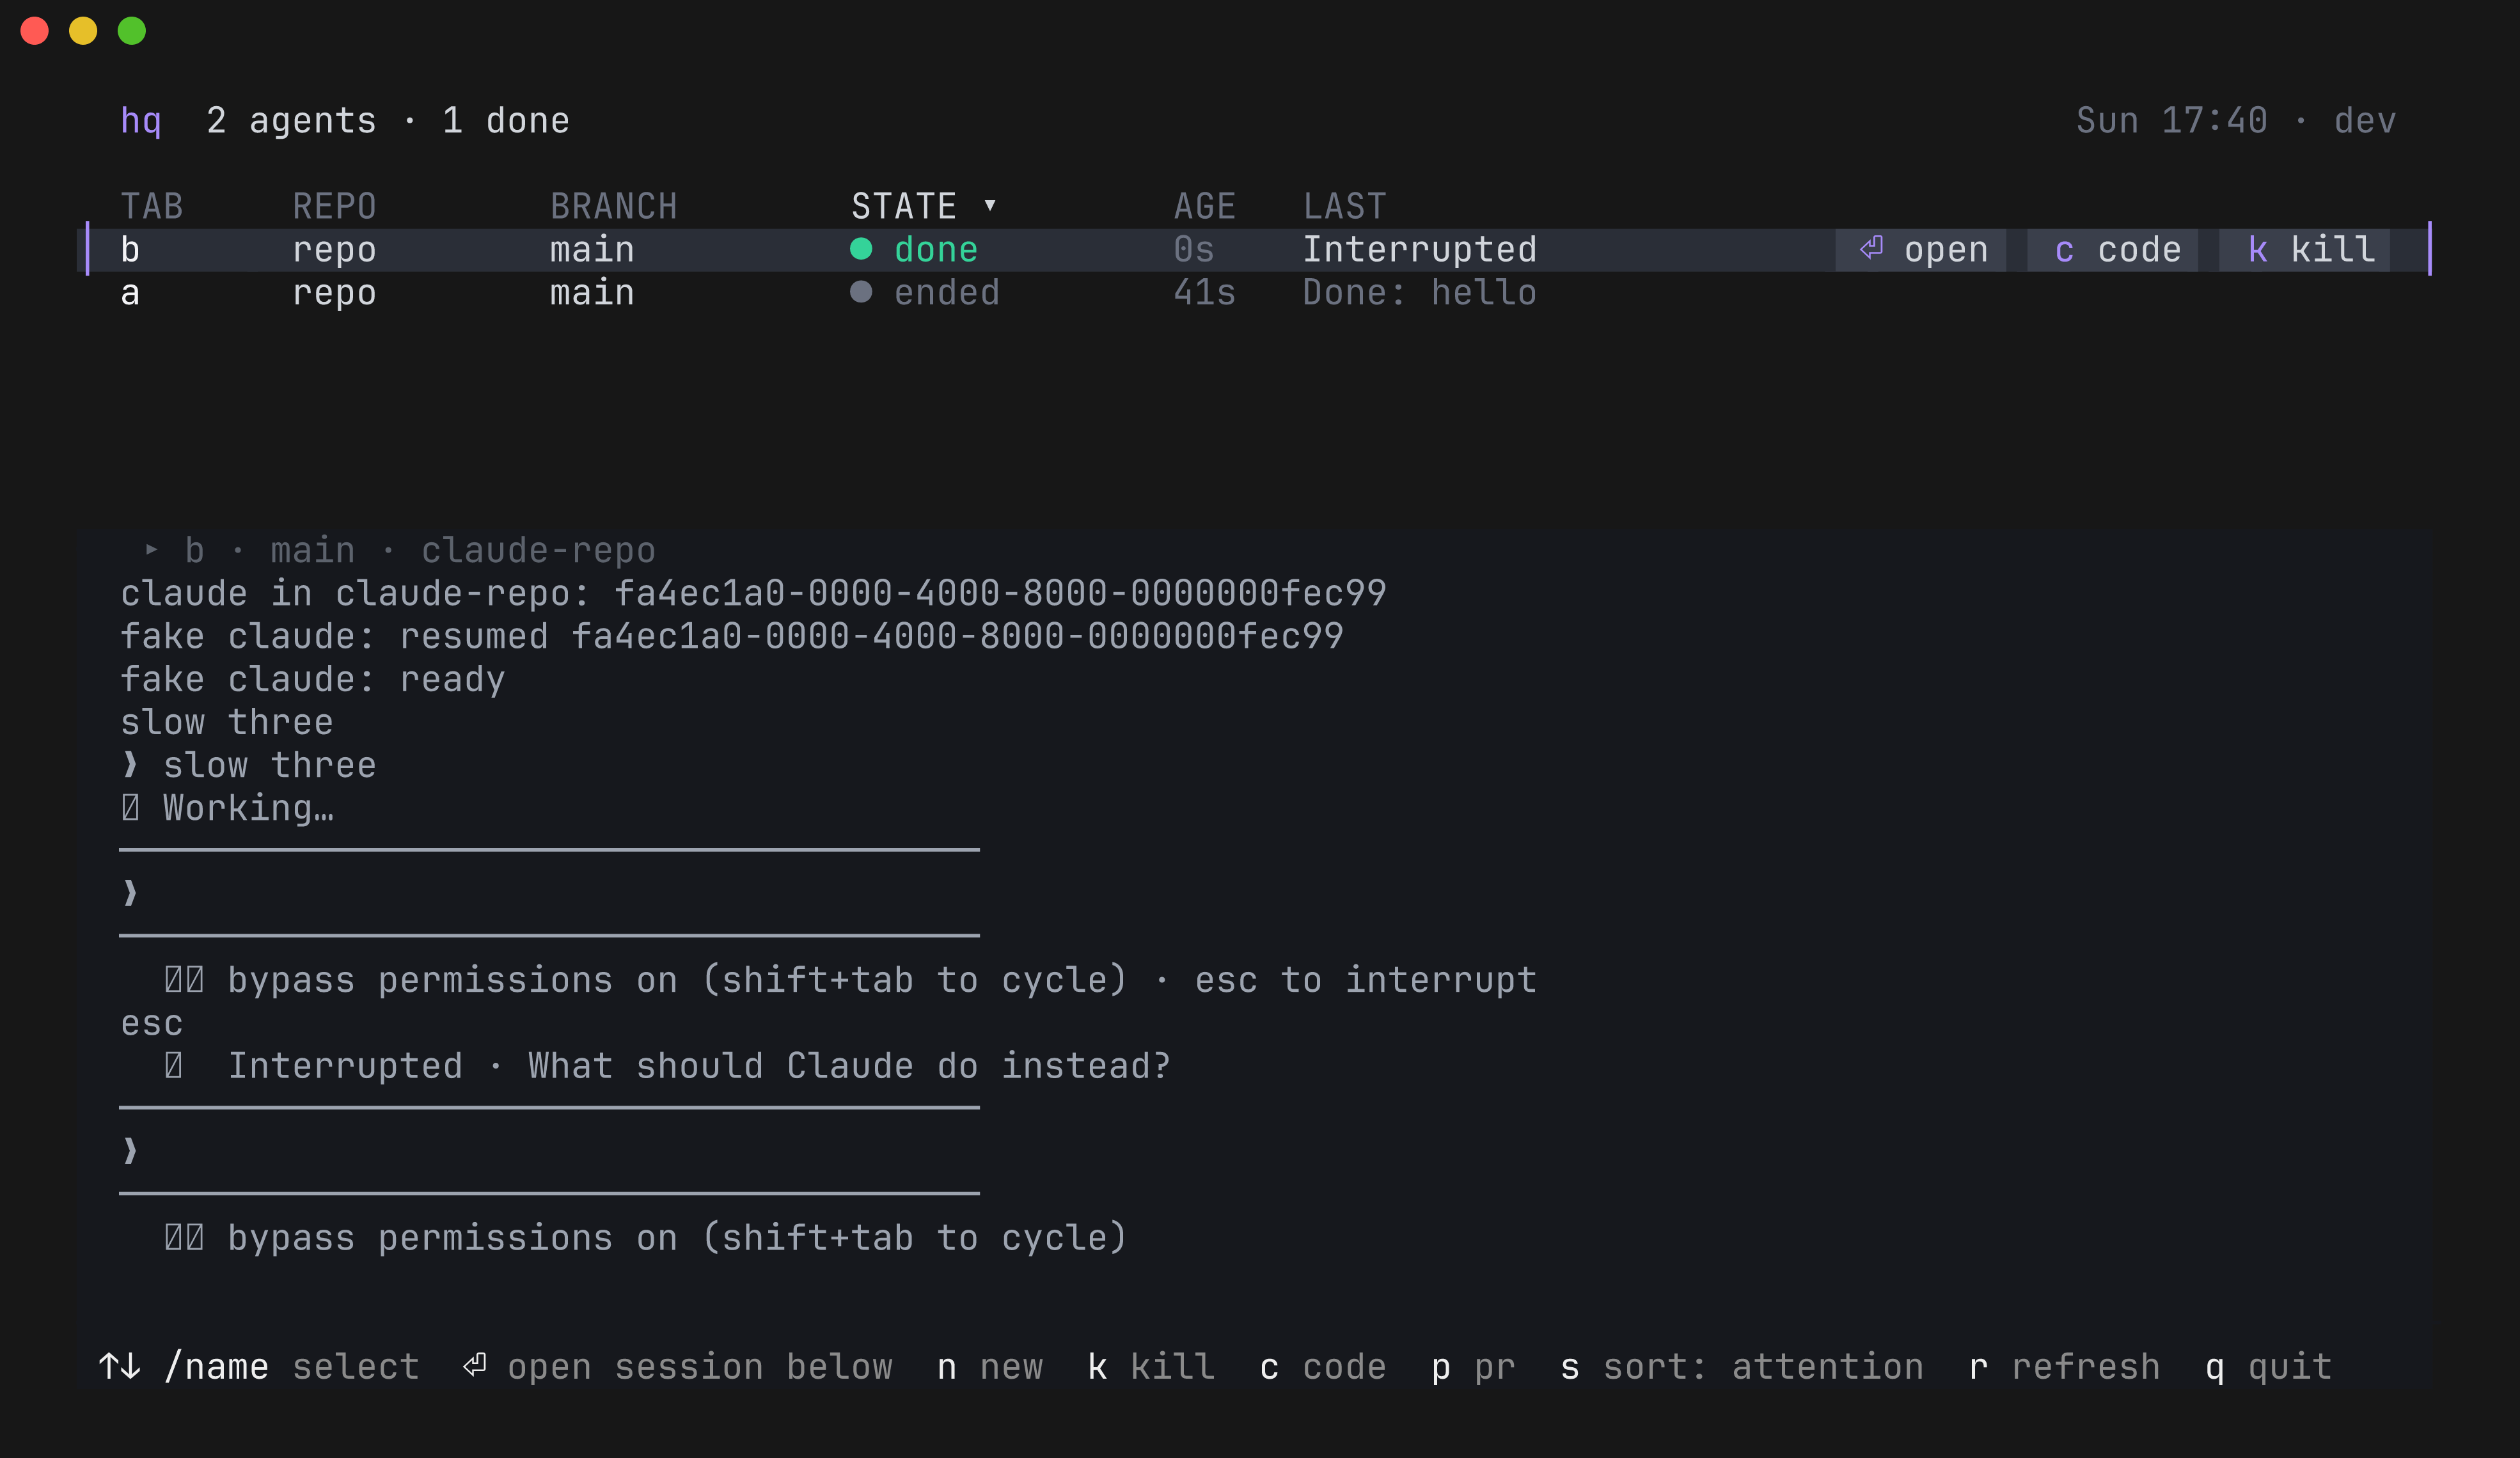 hq 2 agents · 1 done Sun 17:40 · dev
TAB REPO BRANCH STATE ▾ AGE LAST
b repo main ● done 0s Interrupted ⏎ open c code k kill
a repo main ● ended 41s Done: hello
▸ b · main · claude-repo
claude in claude-repo: fa4ec1a0-0000-4000-8000-0000000fec99
fake claude: resumed fa4ec1a0-0000-4000-8000-0000000fec99
fake claude: ready
slow three
❯ slow three
Working…
❯
bypass permissions on (shift+tab to cycle) · esc to interrupt
esc
Interrupted · What should Claude do instead?
❯
bypass permissions on (shift+tab to cycle)
↑↓ /name select ⏎ open session below n new k kill c code p pr s sort: attention r refresh q quit